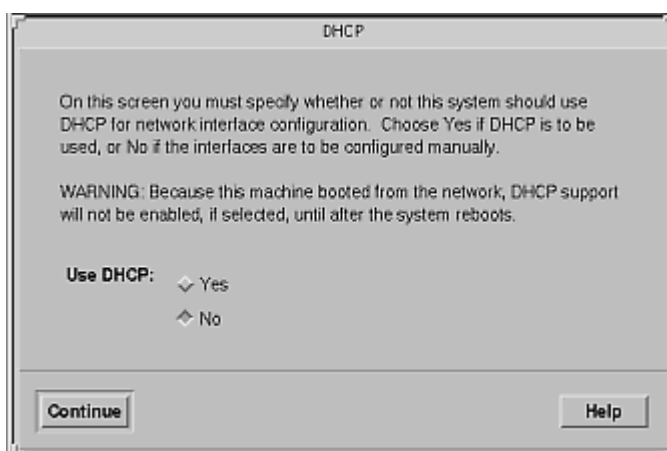 DHCP
On this screen you must specify whether or not this system should use
DHCP for network interface configuration. Choose Yes if DHCP is to be
used, or No if the interfaces are to be configured manually.
WARNING: Because this machine booted from the network, DHCP support
will not be enabled, if selected, until after the system reboots.
Use DHCP:
Yes
No
Continue
Help